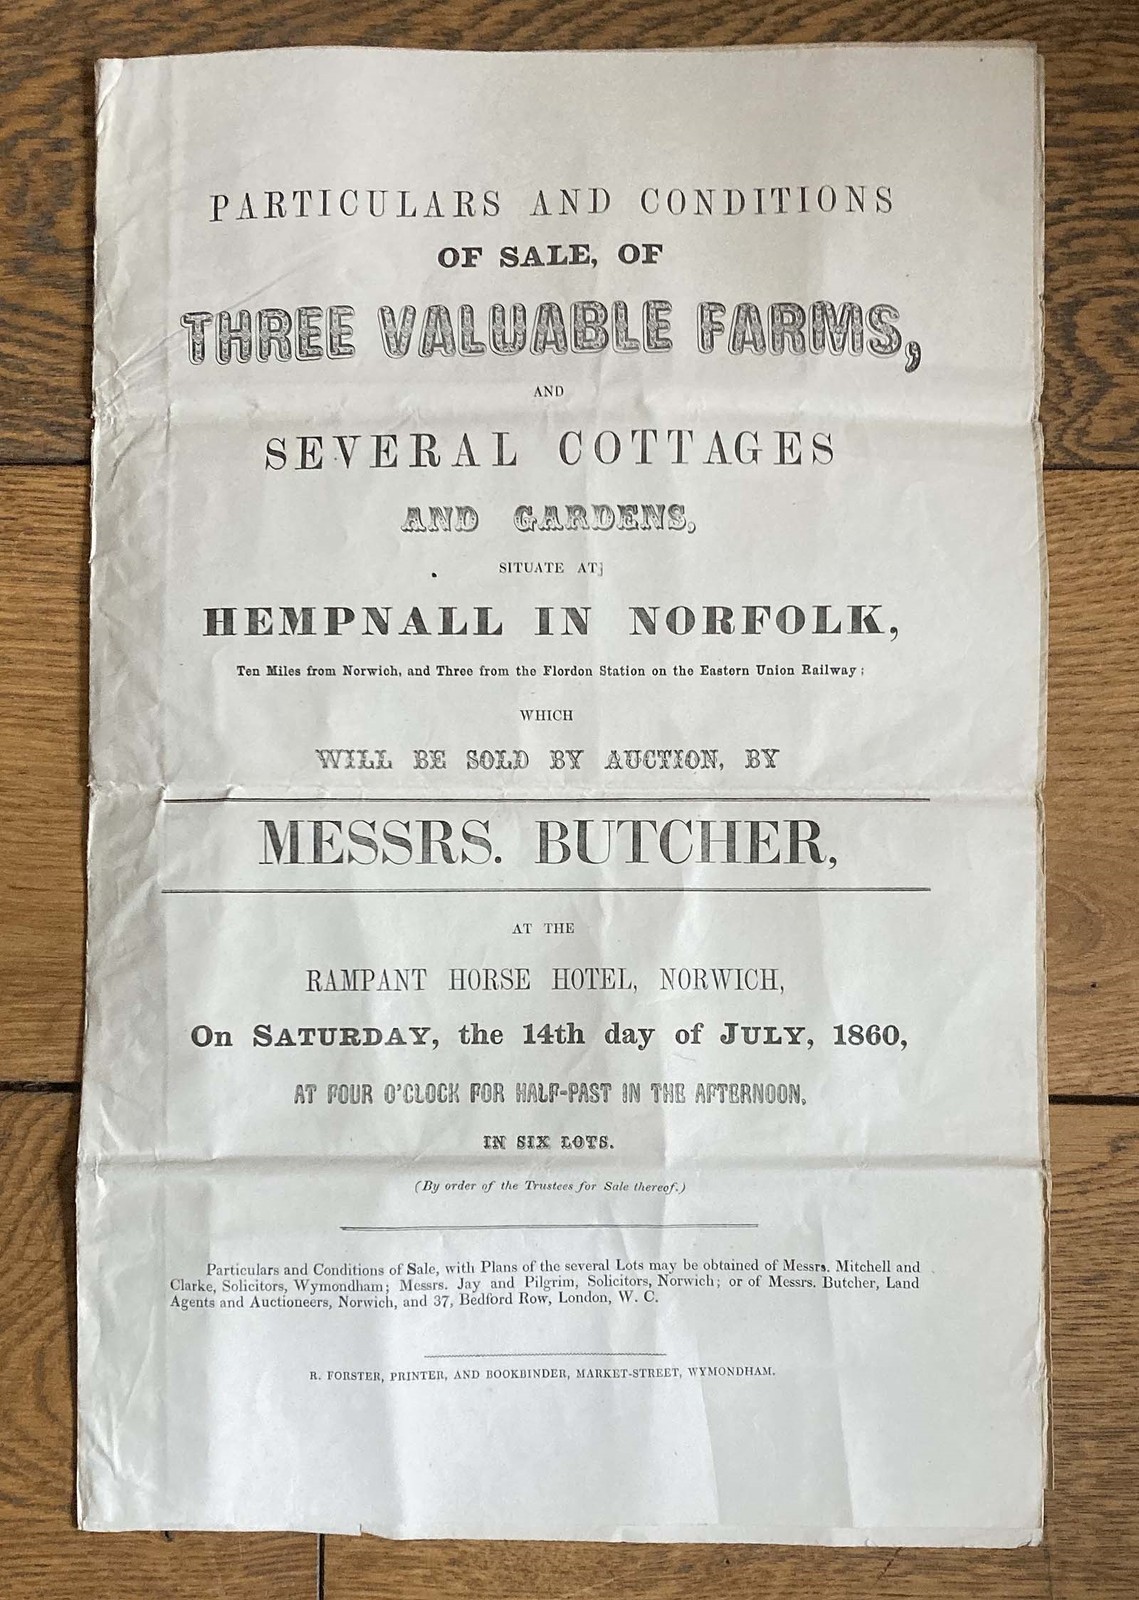 PARTICULARS AND CONDITIONS
OF SALE, OF
THREE VALUABLE FARMS,
AND
SEVERAL COTTAGES
AND GARDENS,
SITUATE AT
HEMPNALL IN NORFOLK,
Ten Miles from Norwich, and Three from the Flordon Station on the Eastern Union Railway;
WHICH
WILL BE SOLD BY AUCTION, BY
MESSRS. BUTCHER,
AT THE
RAMPANT HORSE HOTEL, NORWICH,
On SATURDAY, the 14th day of JULY, 1860,
AT FOUR O'CLOCK FOR HALF-PAST IN THE AFTERNOON,
IN SIX LOTS.
(By order of the Trustees for Sale thereof.)
Particulars and Conditions of Sale, with Plans of the several Lots may be obtained of Messrs. Mitchell and
Clarke, Solicitors, Wymondham; Messrs. Jay and Pilgrim, Solicitors, Norwich; or of Messrs. Butcher, Land
Agents and Auctioneers, Norwich, and 37, Bedford Row, London, W. C.
R. FORSTER, PRINTER, AND BOOKBINDER, MARKET-STREET, WYMONDHAM.